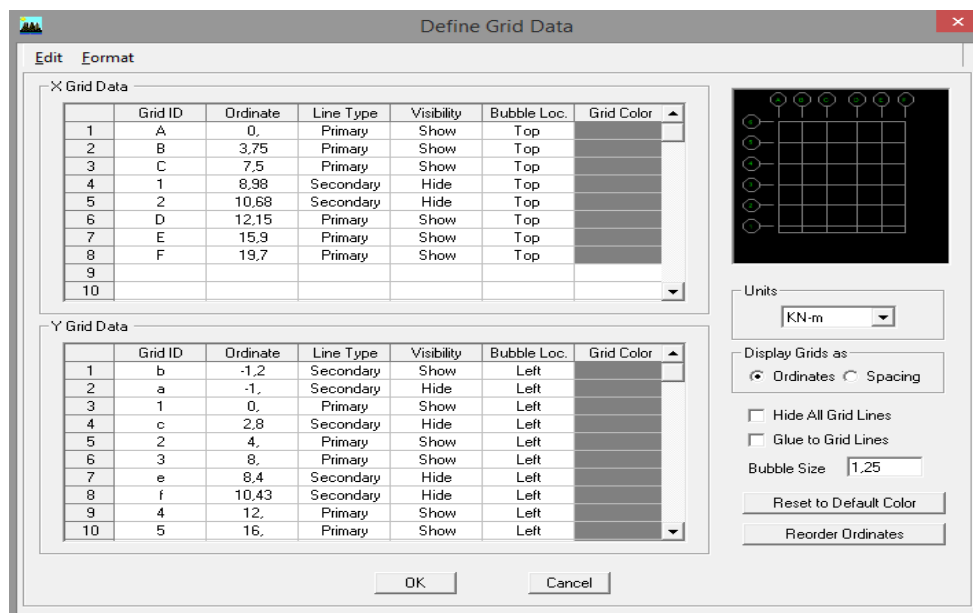 Define Grid Data
Edit Format
X Grid Data
Grid ID Ordinate Line Type Visibility Bubble Loc. Grid Color
1 A 0, Primary Show Top
2 B 3,75 Primary Show Top
3 C 7,5 Primary Show Top
4 1 8,98 Secondary Hide Top
5 2 10,68 Secondary Hide Top
6 D 12,15 Primary Show Top
7 E 15,9 Primary Show Top
8 F 19,7 Primary Show Top
9
10
Y Grid Data
Grid ID Ordinate Line Type Visibility Bubble Loc. Grid Color
1 b -1,2 Secondary Show Left
2 a -1, Secondary Hide Left
3 1 0, Primary Show Left
4 c 2,8 Secondary Hide Left
5 2 4, Primary Show Left
6 3 8, Primary Show Left
7 e 8,4 Secondary Hide Left
8 f 10,43 Secondary Hide Left
9 4 12, Primary Show Left
10 5 16, Primary Show Left
Units
KN-m
Display Grids as
Ordinates Spacing
Hide All Grid Lines
Glue to Grid Lines
Bubble Size 1,25
Reset to Default Color
Reorder Ordinates
OK Cancel